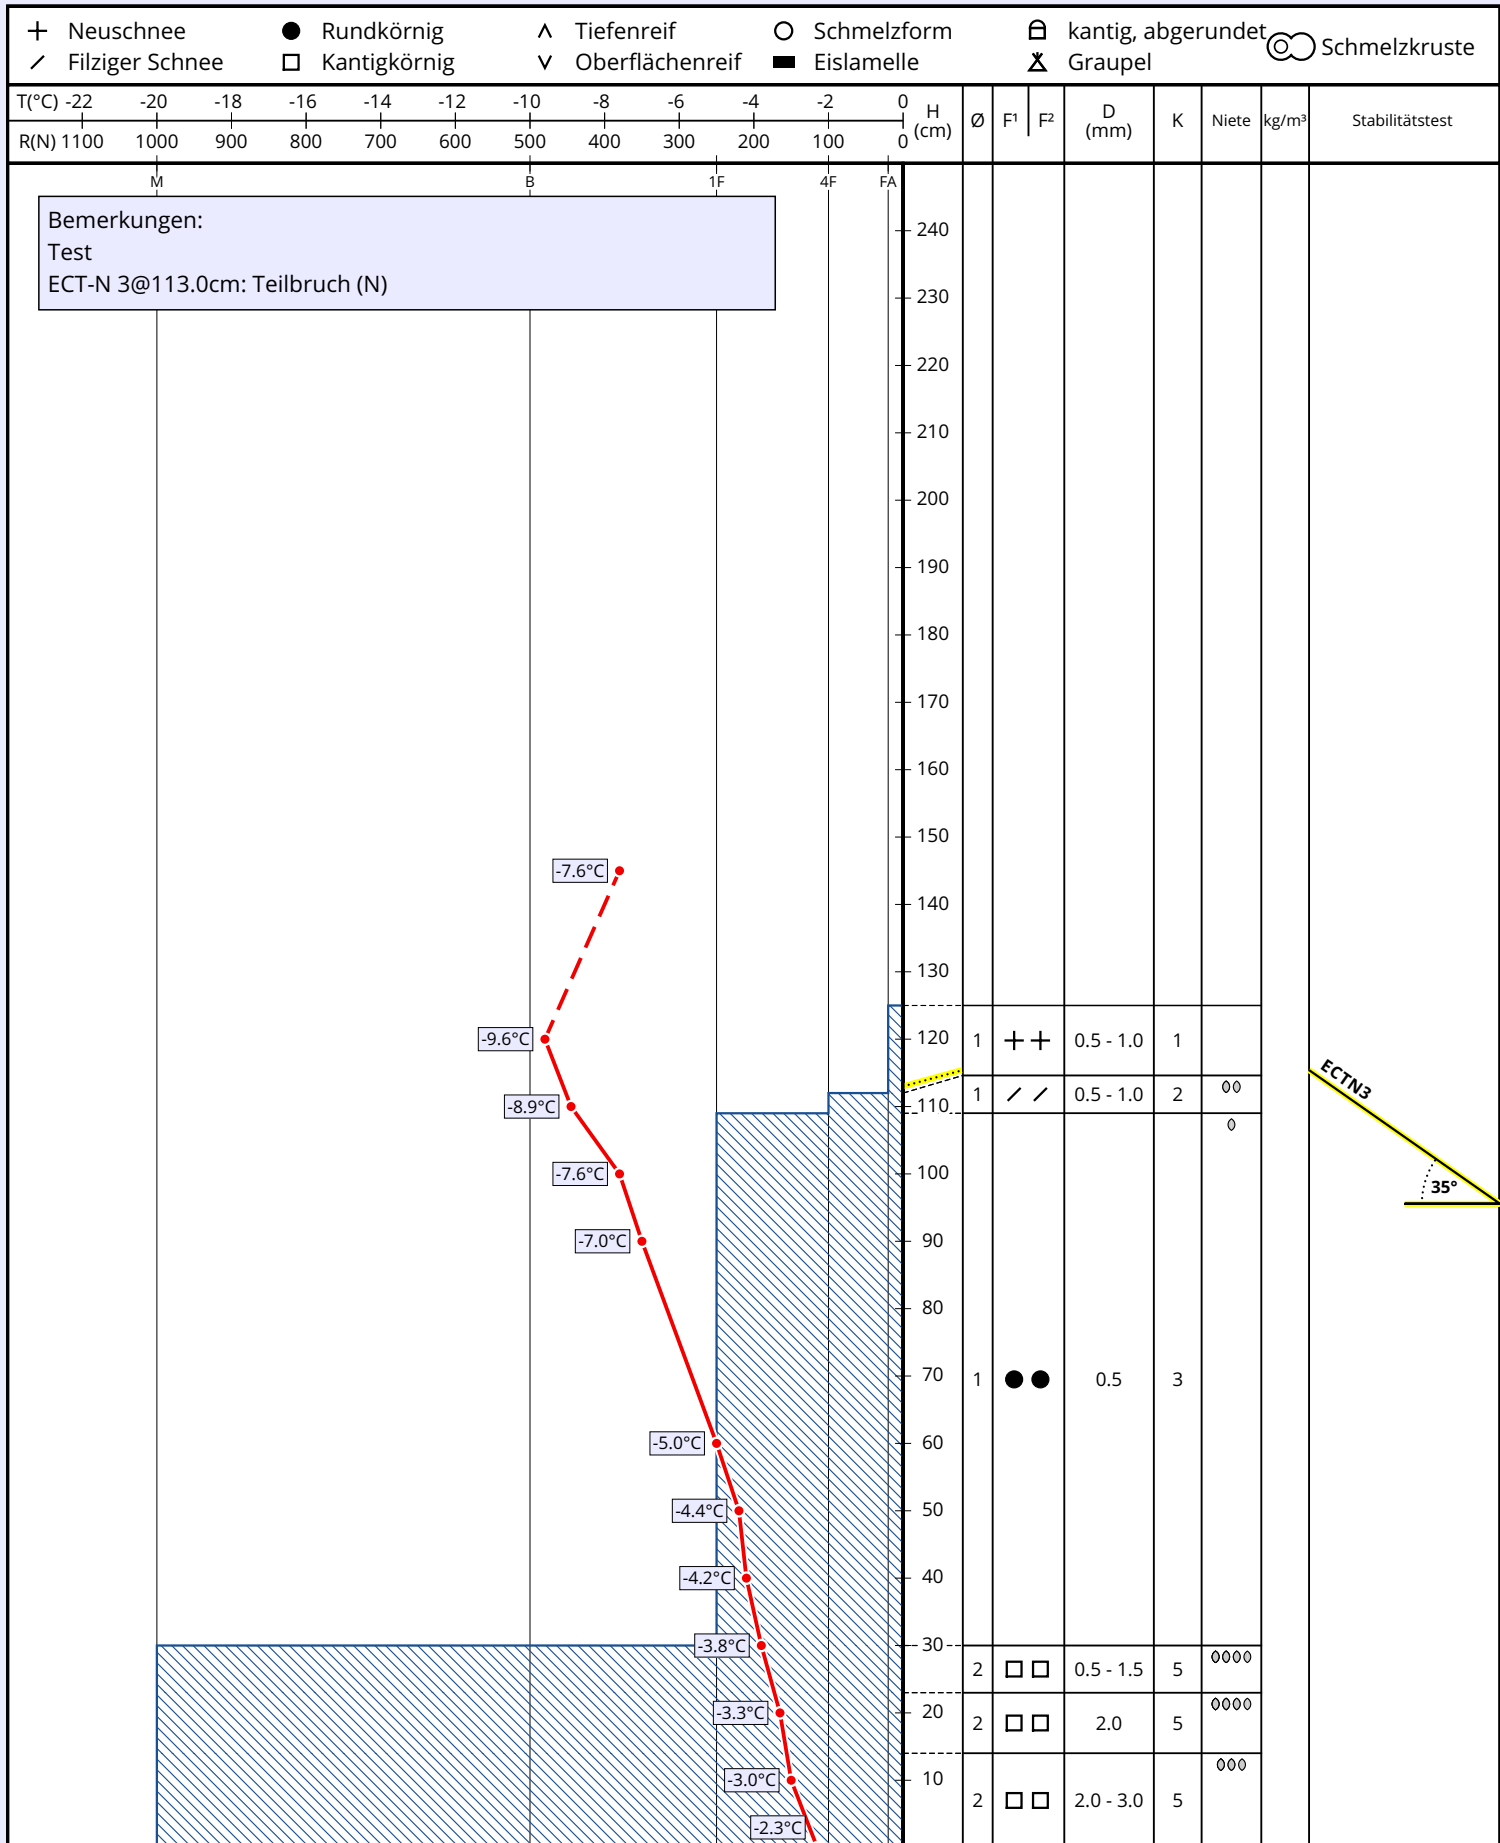 Neuschnee Rundkörnig Tiefenreif Schmelzform kantig, abgerundet Schmelzkruste
Filziger Schnee Kantigkörnig Oberflächenreif Eislamelle Graupel
T(°C) -22 -20 -18 -16 -14 -12 -10 -8 -6 -4 -2 0
R(N) 1100 1000 900 800 700 600 500 400 300 200 100 0
H (cm) Ø F¹ F² D (mm) K Niete kg/m³ Stabilitätstest
M B 1F 4F FA
Bemerkungen:
Test
ECT-N 3@113.0cm: Teilbruch (N)
240
230
220
210
200
190
180
170
160
150
-7.6°C
140
130
-9.6°C 120 1 0.5 - 1.0 1
ECTN3
-8.9°C 110 1 0.5 - 1.0 2
-7.6°C 100
35°
-7.0°C 90
80
70 1 0.5 3
-5.0°C 60
-4.4°C 50
-4.2°C 40
-3.8°C 30
2 0.5 - 1.5 5
-3.3°C 20
2 2.0 5
-3.0°C 10
2 2.0 - 3.0 5
-2.3°C